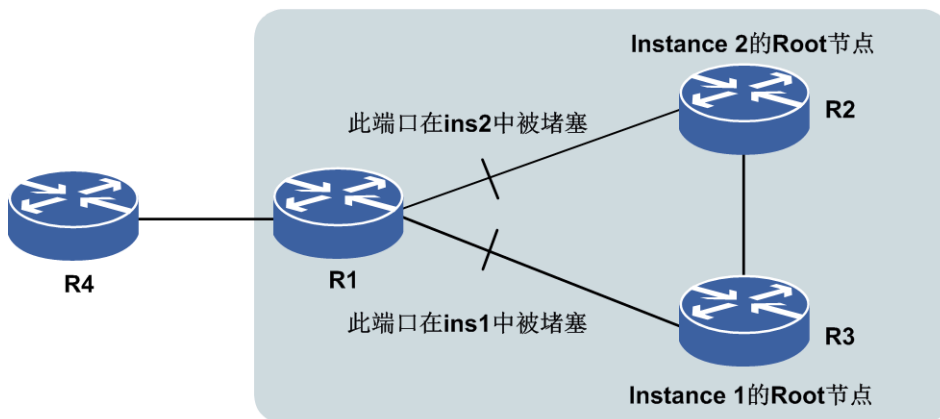 Instance 2的Root节点
R2
此端口在ins2中被堵塞
R4
R1
此端口在ins1中被堵塞
R3
Instance 1的Root节点